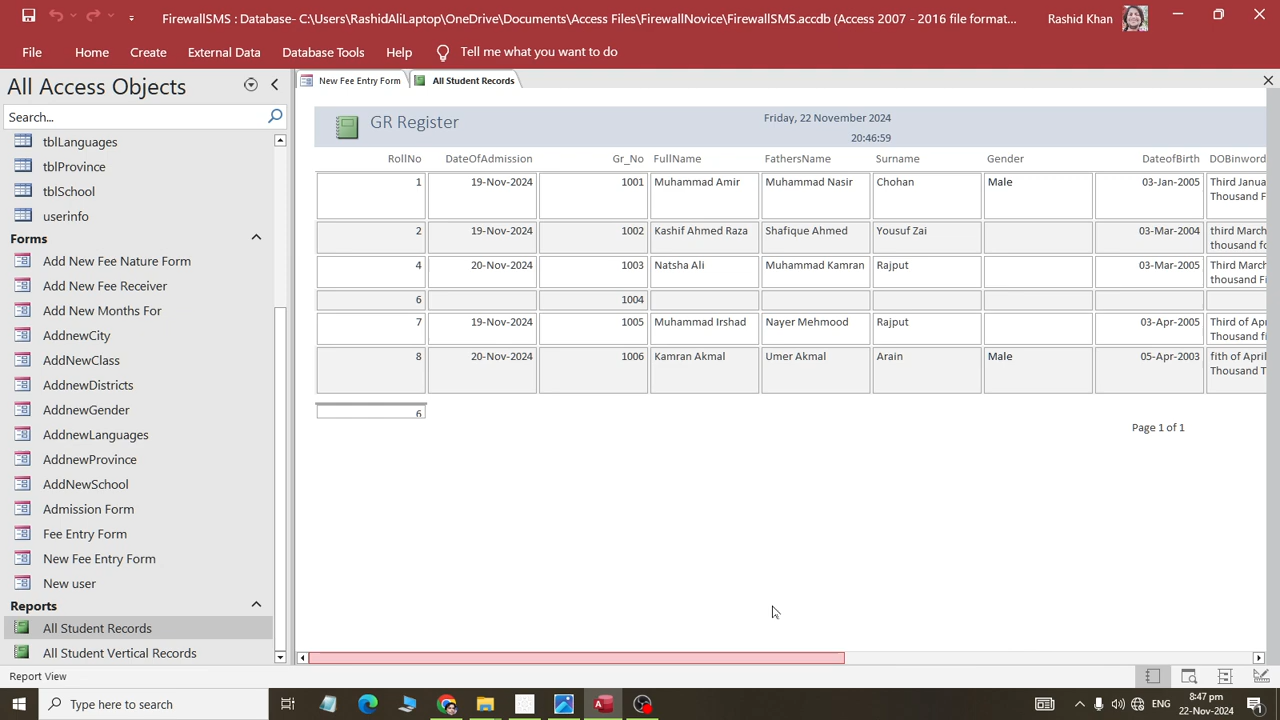 FirewallSMS : Database- C:\Users\RashidAliLaptop\OneDrive\Documents\Access Files\FirewallNovice\FirewallSMS.accdb (Access 2007 - 2016 file format... Rashid Khan
File Home Create External Data Database Tools Help Tell me what you want to do
All Access Objects
Search...
tblLanguages
tblProvince
tblSchool
userinfo
Forms
Add New Fee Nature Form
Add New Fee Receiver
Add New Months For
AddnewCity
AddNewClass
AddnewDistricts
AddnewGender
AddnewLanguages
AddnewProvince
AddNewSchool
Admission Form
Fee Entry Form
New Fee Entry Form
New user
Reports
All Student Records
All Student Vertical Records
New Fee Entry Form All Student Records
GR Register
Friday, 22 November 2024
20:46:59
RollNo DateOfAdmission Gr_No FullName FathersName Surname Gender DateofBirth DOBinword
1 19-Nov-2024 1001 Muhammad Amir Muhammad Nasir Chohan Male 03-Jan-2005 Third Janua
Thousand F
2 19-Nov-2024 1002 Kashif Ahmed Raza Shafique Ahmed Yousuf Zai 03-Mar-2004 third March
thousand fo
4 20-Nov-2024 1003 Natsha Ali Muhammad Kamran Rajput 03-Mar-2005 Third March
thousand Fi
6 1004
7 19-Nov-2024 1005 Muhammad Irshad Nayer Mehmood Rajput 03-Apr-2005 Third of Apr
Thousand fi
8 20-Nov-2024 1006 Kamran Akmal Umer Akmal Arain Male 05-Apr-2003 fith of April
Thousand T
6
Page 1 of 1
Report View
Type here to search
ENG
8:47 pm
22-Nov-2024
1